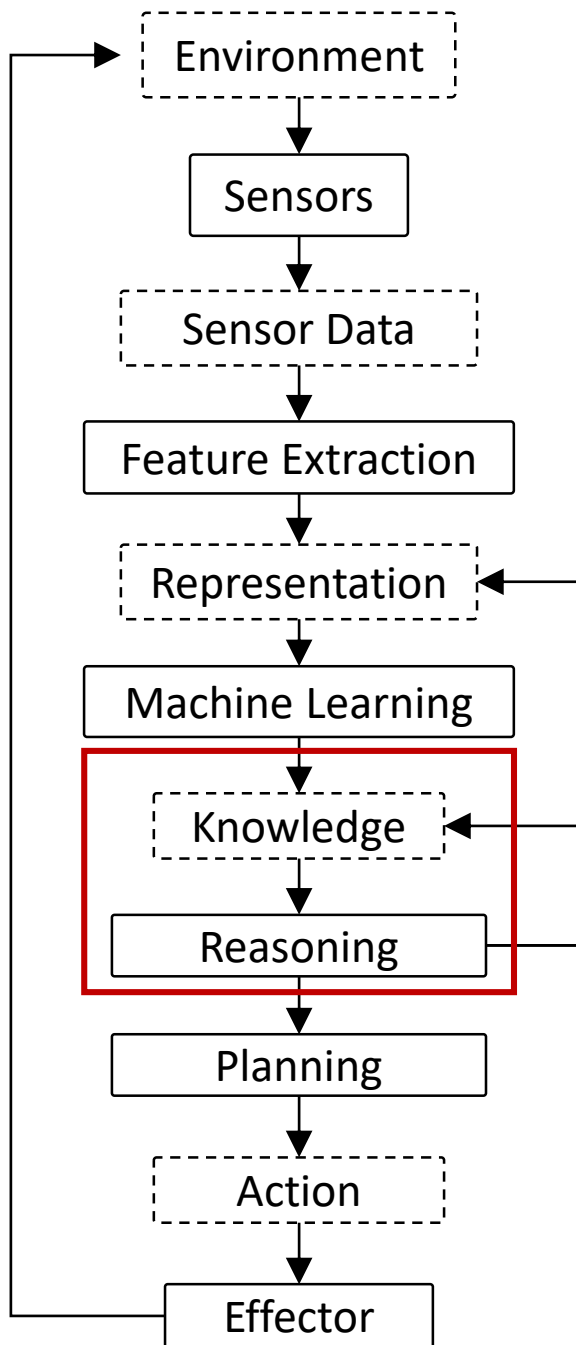 Environment
Sensors
Sensor Data
Feature Extraction
Representation
Machine Learning
Knowledge
Reasoning
Planning
Action
Effector